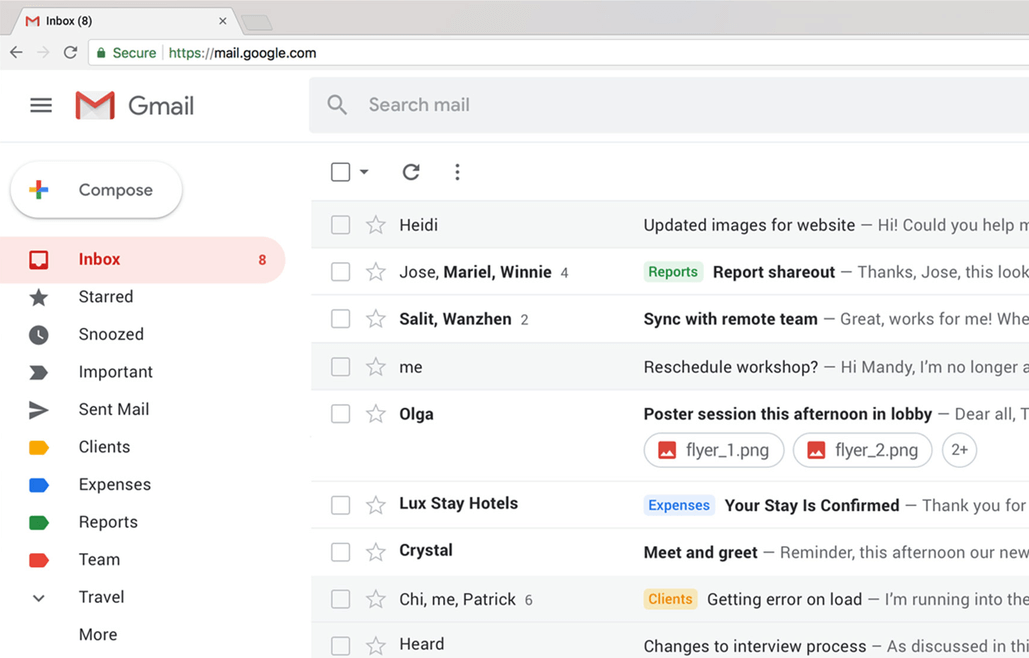 Inbox (8)
Secure https://mail.google.com
Gmail
Search mail
Compose
Inbox 8
Starred
Snoozed
Important
Sent Mail
Clients
Expenses
Reports
Team
Travel
More
Heidi Updated images for website — Hi! Could you help
Jose, Mariel, Winnie 4 Reports Report shareout — Thanks, Jose, this look
Salit, Wanzhen 2 Sync with remote team — Great, works for me! Whe
me Reschedule workshop? — Hi Mandy, I'm no longer
Olga Poster session this afternoon in lobby — Dear all,
flyer_1.png flyer_2.png 2+
Lux Stay Hotels Expenses Your Stay Is Confirmed — Thank you for
Crystal Meet and greet — Reminder, this afternoon our new
Chi, me, Patrick 6 Clients Getting error on load — I'm running into the
Heard Changes to interview process — As discussed in thi